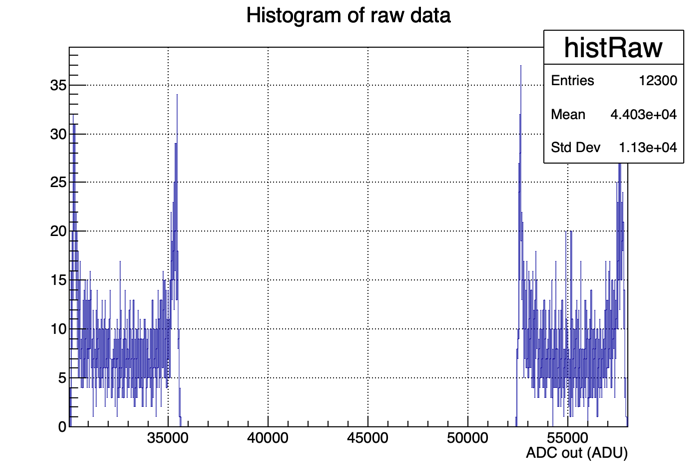 Histogram of raw data
histRaw
Entries 12300
Mean 4.403e+04
Std Dev 1.13e+04
35
30
25
20
15
10
5
0
35000 40000 45000 50000 55000
ADC out (ADU)